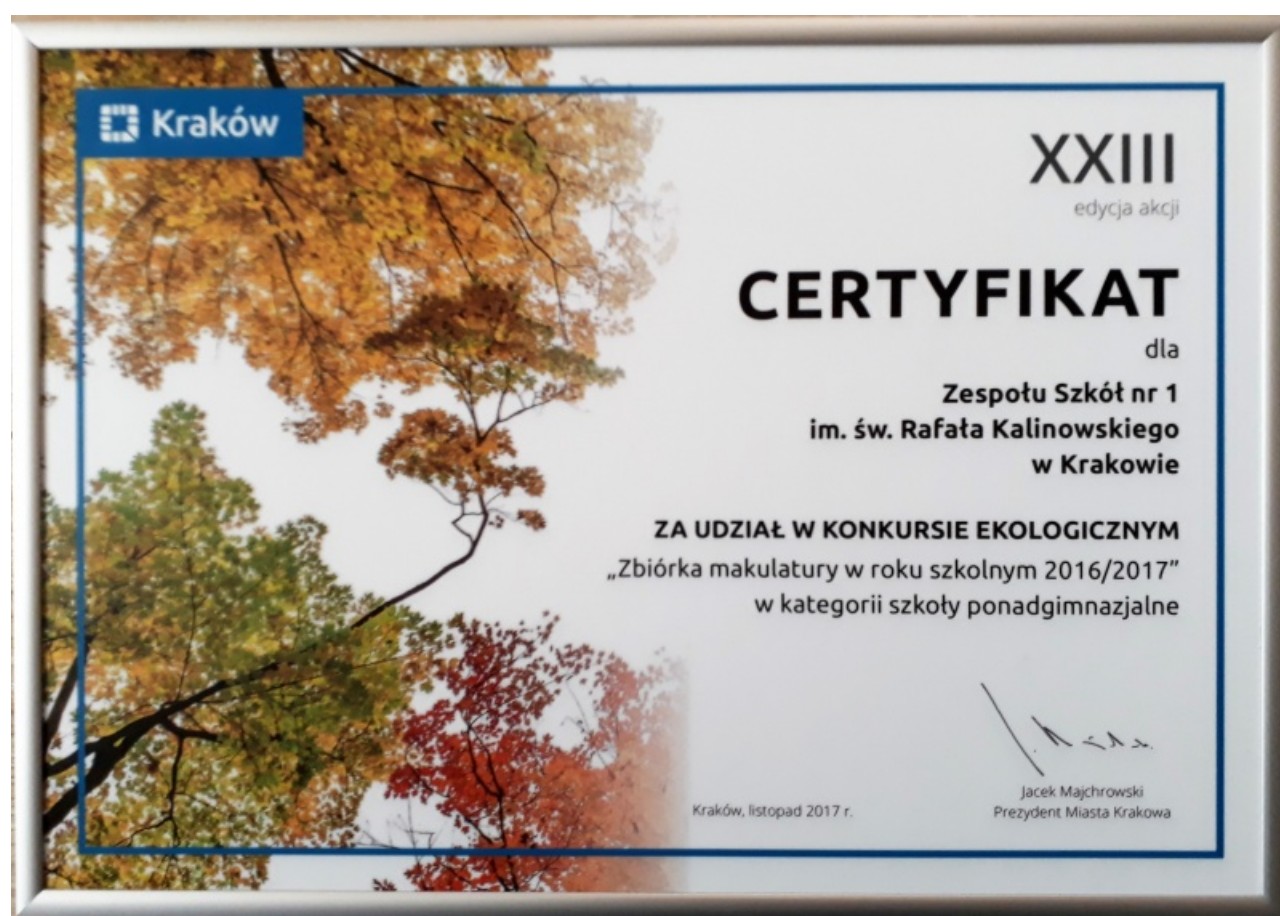 Kraków
XXIII
edycja akcji
CERTYFIKAT
dla
Zespołu Szkół nr 1
im. św. Rafała Kalinowskiego
w Krakowie
ZA UDZIAŁ W KONKURSIE EKOLOGICZNYM
„Zbiórka makulatury w roku szkolnym 2016/2017”
w kategorii szkoły ponadgimnazjalne
Jacek Majchrowski
Kraków, listopad 2017 r.
Prezydent Miasta Krakowa